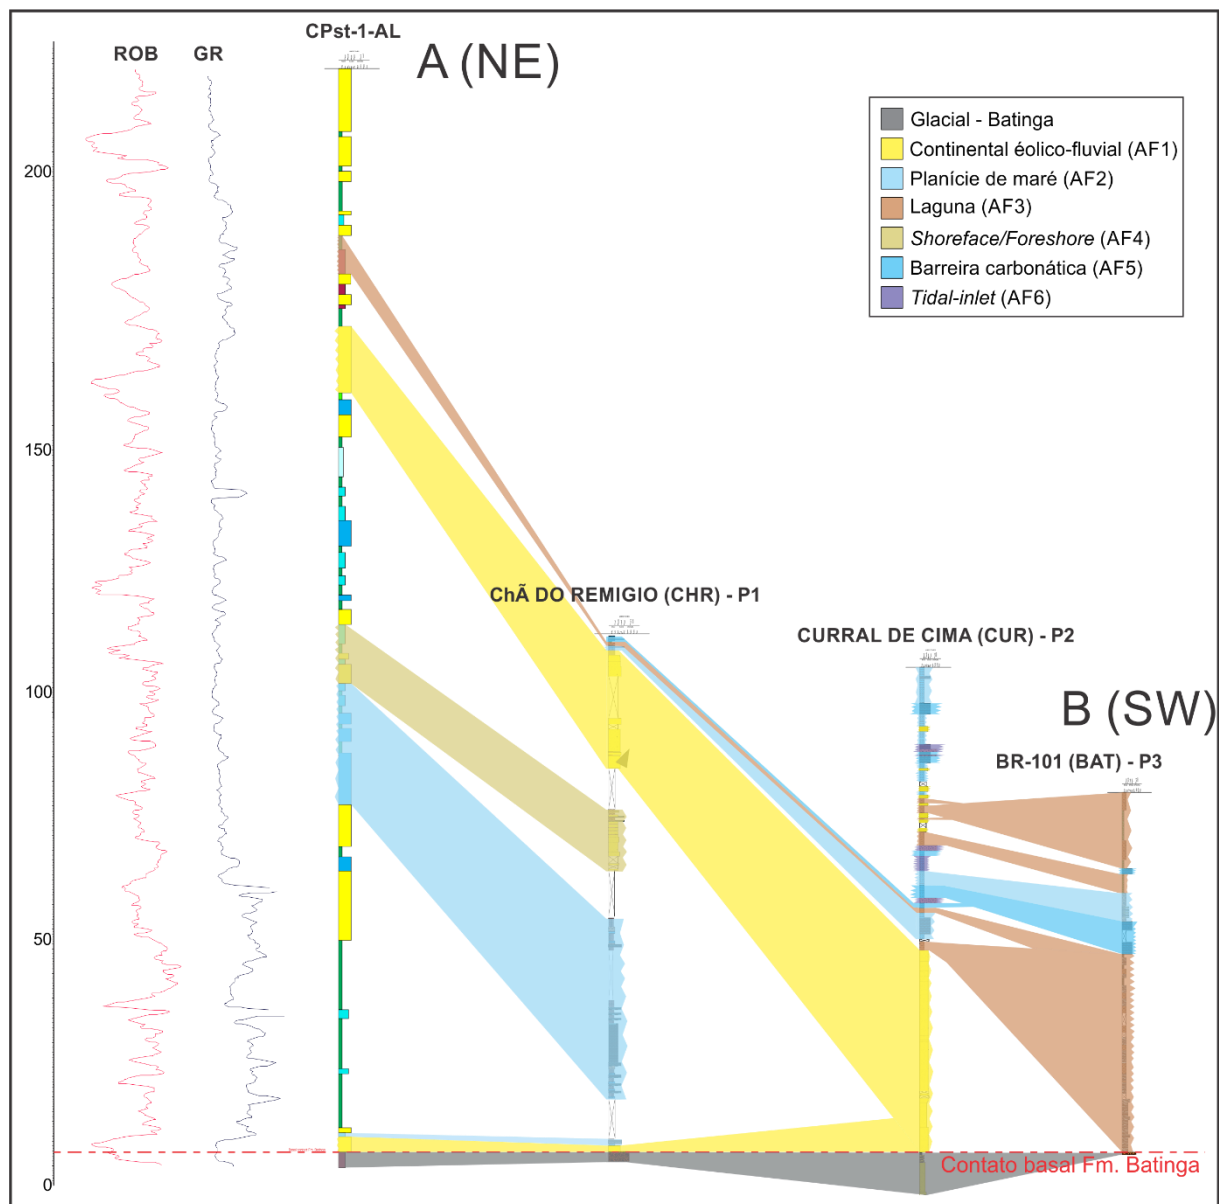 CPst-1-AL
ROB
GR
A (NE)
Glacial - Batinga
Continental éolico-fluvial (AF1)
Planície de maré (AF2)
Laguna (AF3)
Shoreface/Foreshore (AF4)
Barreira carbonática (AF5)
Tidal-inlet (AF6)
200
150
100
50
0
ChÃ DO REMIGIO (CHR) - P1
CURRAL DE CIMA (CUR) - P2
B (SW)
BR-101 (BAT) - P3
Contato basal Fm. Batinga